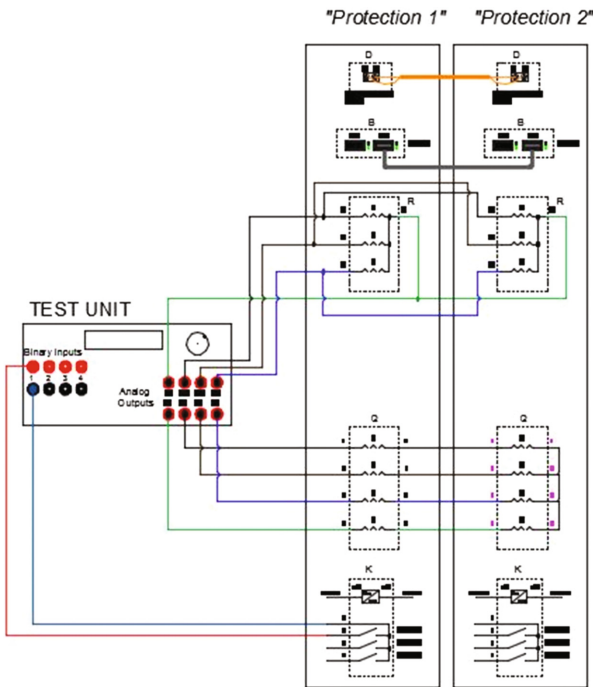 "Protection 1" "Protection 2"
D D
B B
R R
TEST UNIT
Binary Inputs
1 2 3 4
Analog
Outputs
Q Q
K K